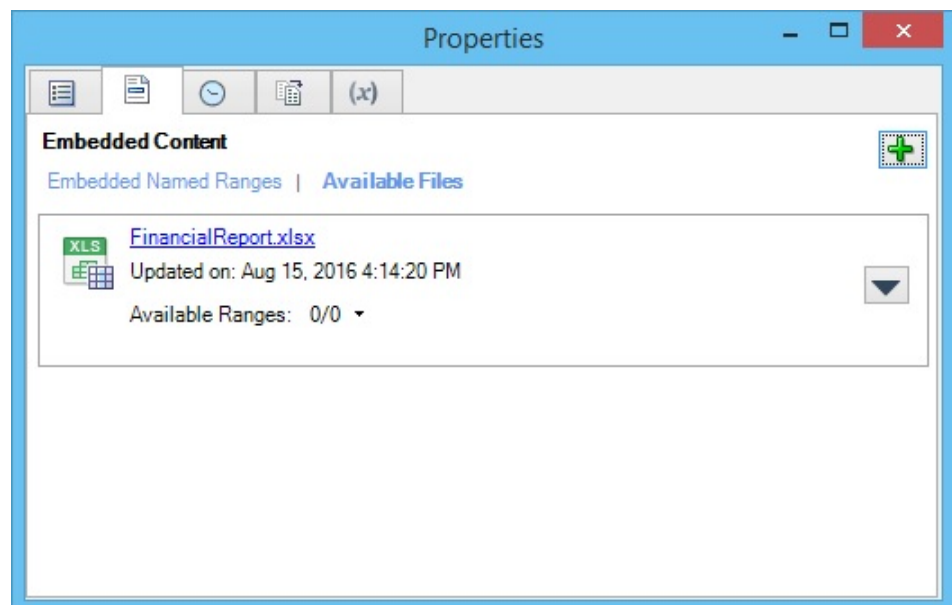 Properties
(x)
Embedded Content
Embedded Named Ranges | Available Files
XLS
FinancialReport.xlsx
Updated on: Aug 15, 2016 4:14:20 PM
Available Ranges: 0/0